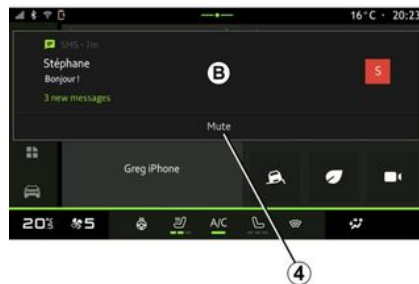 16°C · 20:23
SMS · 7m
Stéphane
Bonjour!
B
S
3 new messages
Mute
Greg iPhone
20.5
5
A/C
4